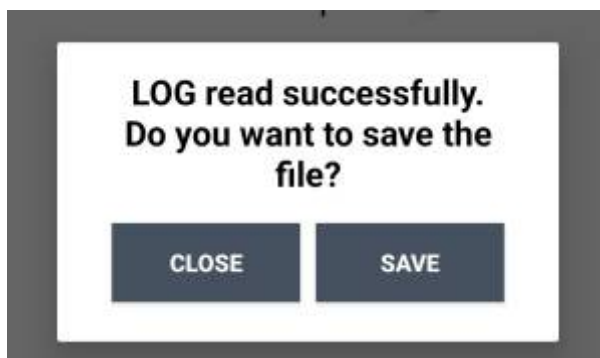 LOG read successfully.
Do you want to save the
file?
CLOSE SAVE